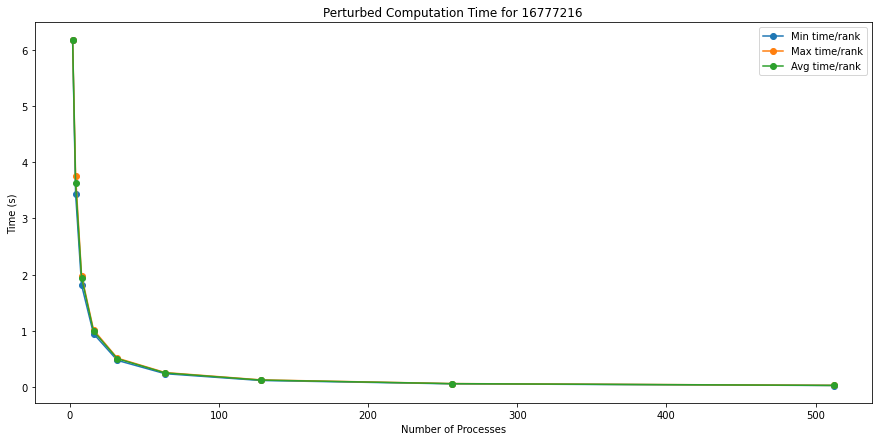 Perturbed Computation Time for 16777216
Min time/rank
Max time/rank
Avg time/rank
6
5
4
3
2
1
0
Time (s)
0 100 200 300 400 500
Number of Processes